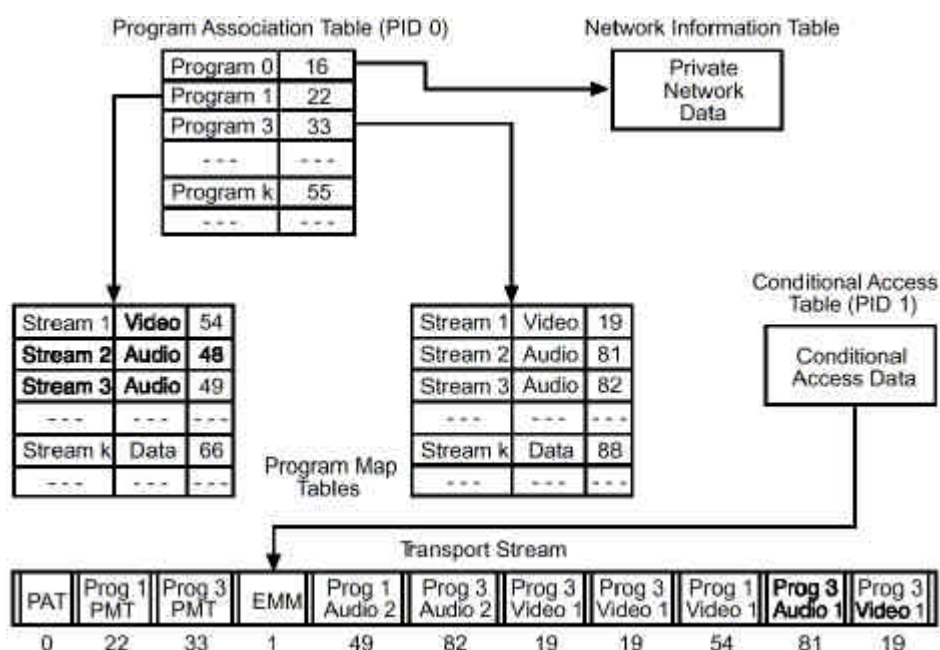 Program Association Table (PID 0)
Network Information Table
Program 0 16
Program 1 22
Program 3 33
- - - - - -
Program k 55
- - - - - -
Private
Network
Data
Stream 1 Video 54
Stream 2 Audio 48
Stream 3 Audio 49
- - - - - - - - -
Stream k Data 66
- - - - - - - - -
Program Map
Tables
Stream 1 Video 19
Stream 2 Audio 81
Stream 3 Audio 82
- - - - - - - - -
Stream k Data 88
- - - - - - - - -
Conditional Access
Table (PID 1)
Conditional
Access Data
Transport Stream
PAT
Prog 1
PMT
Prog 3
PMT
EMM
Prog 1
Audio 2
Prog 3
Audio 2
Prog 3
Video 1
Prog 3
Video 1
Prog 1
Video 1
Prog 3
Audio 1
Prog 3
Video 1
0 22 33 1 49 82 19 19 54 81 19